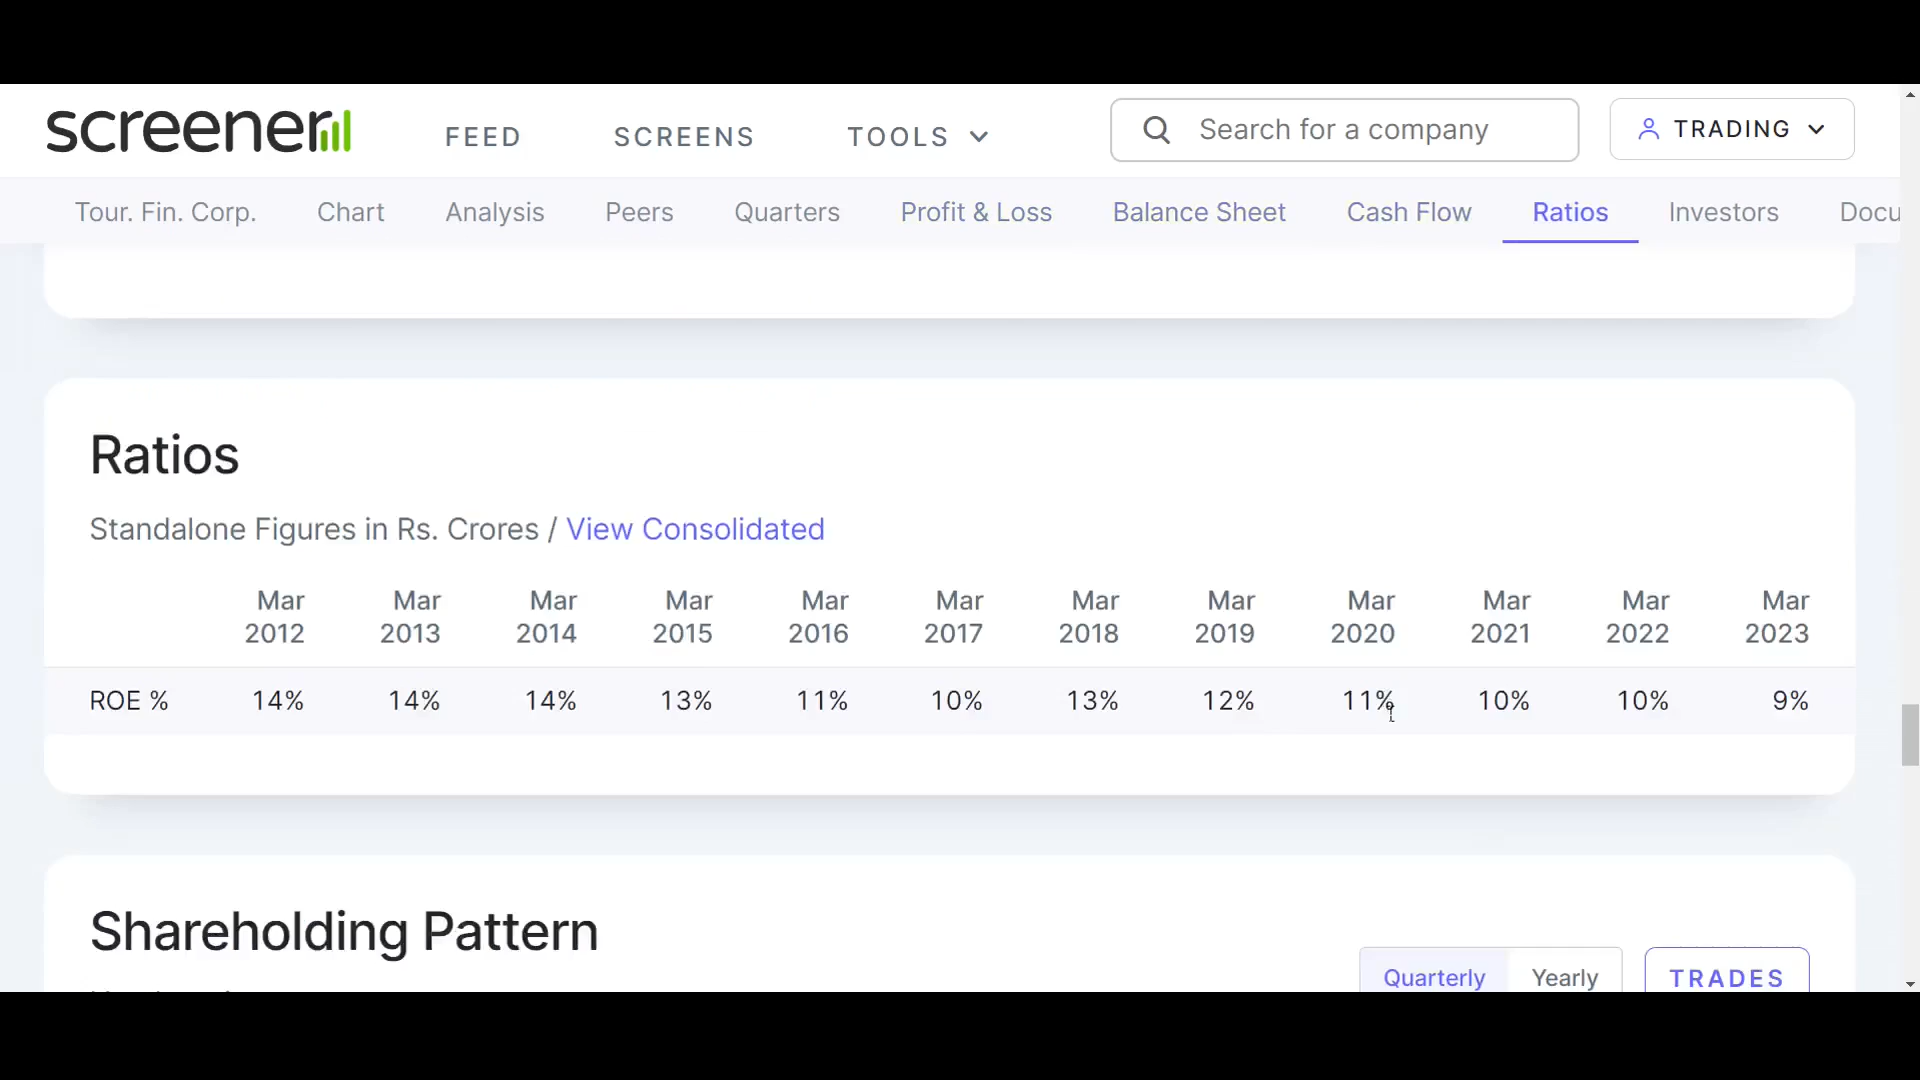 screener
FEED SCREENS TOOLS
Search for a company
TRADING
Tour. Fin. Corp. Chart Analysis Peers Quarters Profit & Loss Balance Sheet Cash Flow Ratios Investors Docu
Ratios
Standalone Figures in Rs. Crores / View Consolidated
Mar Mar Mar Mar Mar Mar Mar Mar Mar Mar Mar Mar
2012 2013 2014 2015 2016 2017 2018 2019 2020 2021 2022 2023
ROE % 14% 14% 14% 13% 11% 10% 13% 12% 11% 10% 10% 9%
Shareholding Pattern
Quarterly Yearly TRADES